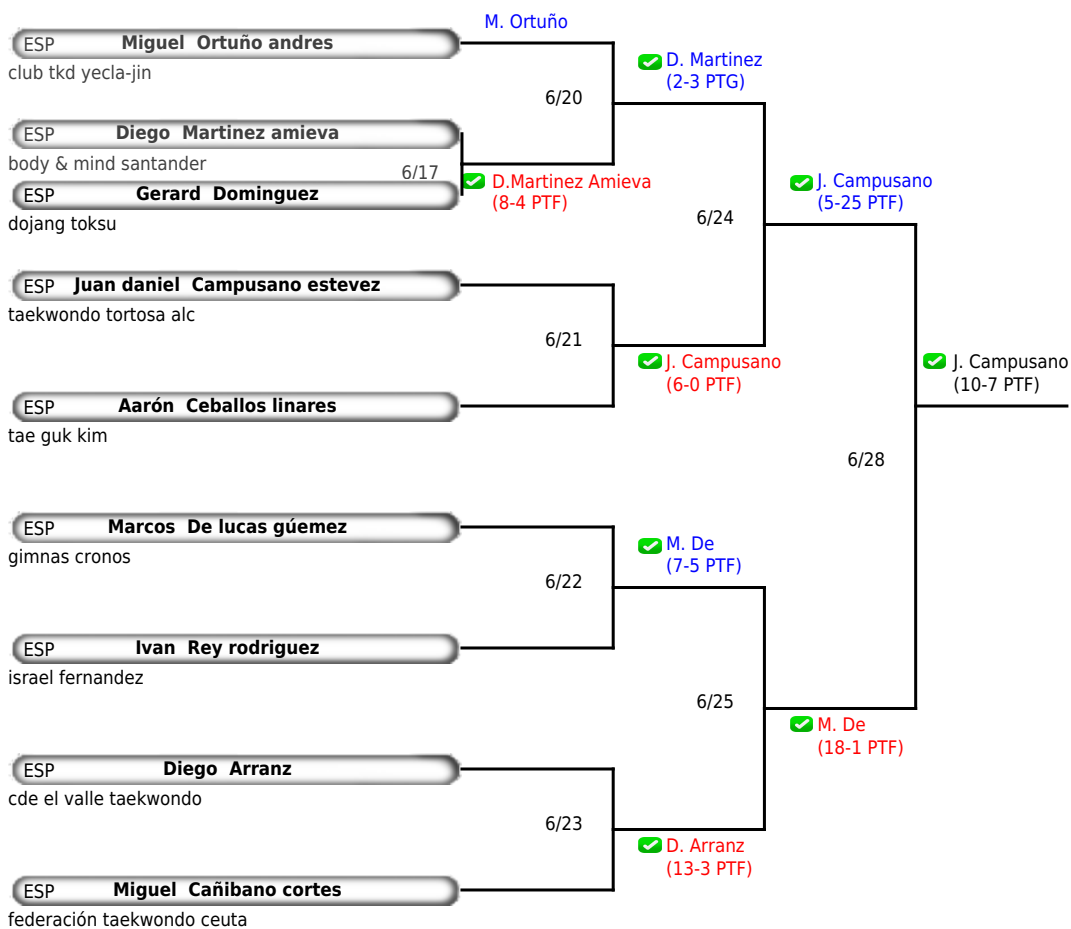 M. Ortuño
ESP Miguel Ortuño andres
club tkd yecla-jin
D. Martinez
(2-3 PTG)
6/20
ESP Diego Martinez amieva
body & mind santander
6/17
D.Martinez Amieva
(8-4 PTF)
ESP Gerard Dominguez
dojang toksu
J. Campusano
(5-25 PTF)
6/24
ESP Juan daniel Campusano estevez
taekwondo tortosa alc
6/21
J. Campusano
(6-0 PTF)
J. Campusano
(10-7 PTF)
ESP Aarón Ceballos linares
tae guk kim
6/28
ESP Marcos De lucas gúemez
gimnas cronos
M. De
(7-5 PTF)
6/22
ESP Ivan Rey rodriguez
israel fernandez
6/25
M. De
(18-1 PTF)
ESP Diego Arranz
cde el valle taekwondo
6/23
D. Arranz
(13-3 PTF)
ESP Miguel Cañibano cortes
federación taekwondo ceuta